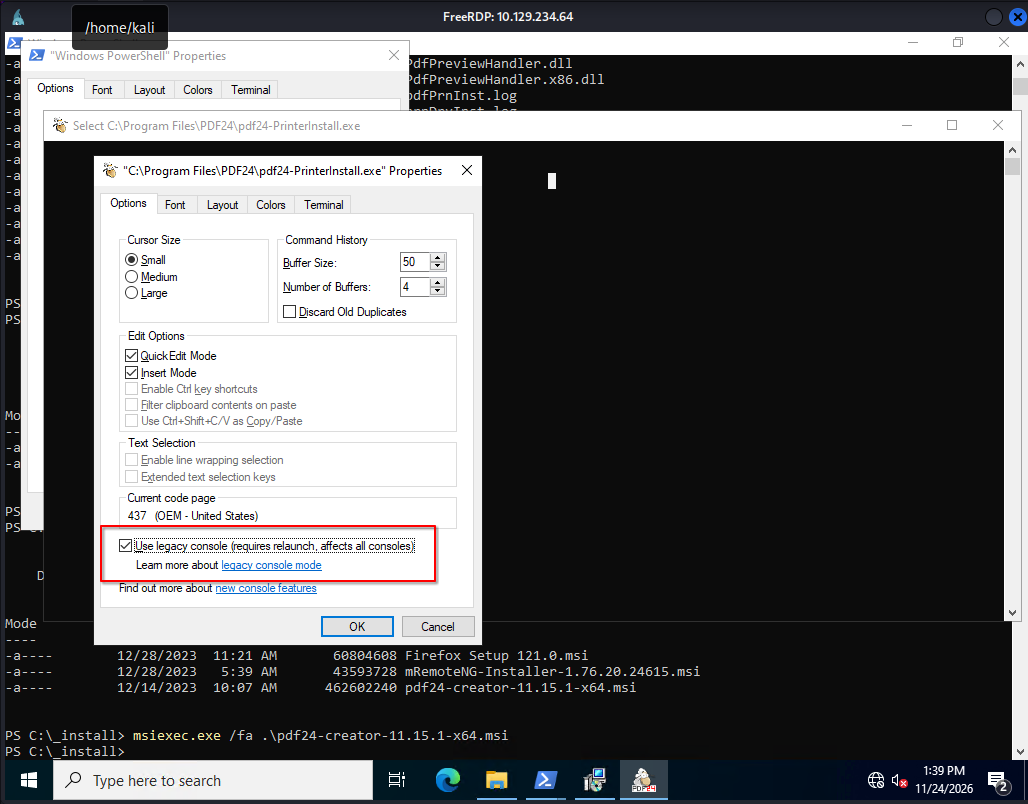 FreeRDP: 10.129.234.64
/home/kali
"Windows PowerShell" Properties
Options Font Layout Colors Terminal
PdfPreviewHandler.dll
PdfPreviewHandler.x86.dll
pdfPrnInst.log
-a
-a
-a
-a
-a
-a
-a
-a
-a
-a
-a
-a
-a
Select C:\Program Files\PDF24\pdf24-PrinterInstall.exe
"C:\Program Files\PDF24\pdf24-PrinterInstall.exe" Properties
Options Font Layout Colors Terminal
Cursor Size
Small
Medium
Large
Command History
Buffer Size: 50
Number of Buffers: 4
Discard Old Duplicates
Edit Options
QuickEdit Mode
Insert Mode
Enable Ctrl key shortcuts
Filter clipboard contents on paste
Use Ctrl+Shift+C/V as Copy/Paste
Text Selection
Enable line wrapping selection
Extended text selection keys
Current code page
437 (OEM - United States)
Use legacy console (requires relaunch, affects all consoles)
Learn more about legacy console mode
Find out more about new console features
OK Cancel
PS
PS
Mo
--
-a
-a
PS
PS C:
D
Mode
----
-a---- 12/28/2023 11:21 AM 60804608 Firefox Setup 121.0.msi
-a---- 12/28/2023 5:39 AM 43593728 mRemoteNG-Installer-1.76.20.24615.msi
-a---- 12/14/2023 10:07 AM 462602240 pdf24-creator-11.15.1-x64.msi
PS C:\_install> msiexec.exe /fa .\pdf24-creator-11.15.1-x64.msi
PS C:\_install>
Type here to search
PDF24
1:39 PM
11/24/2026
2